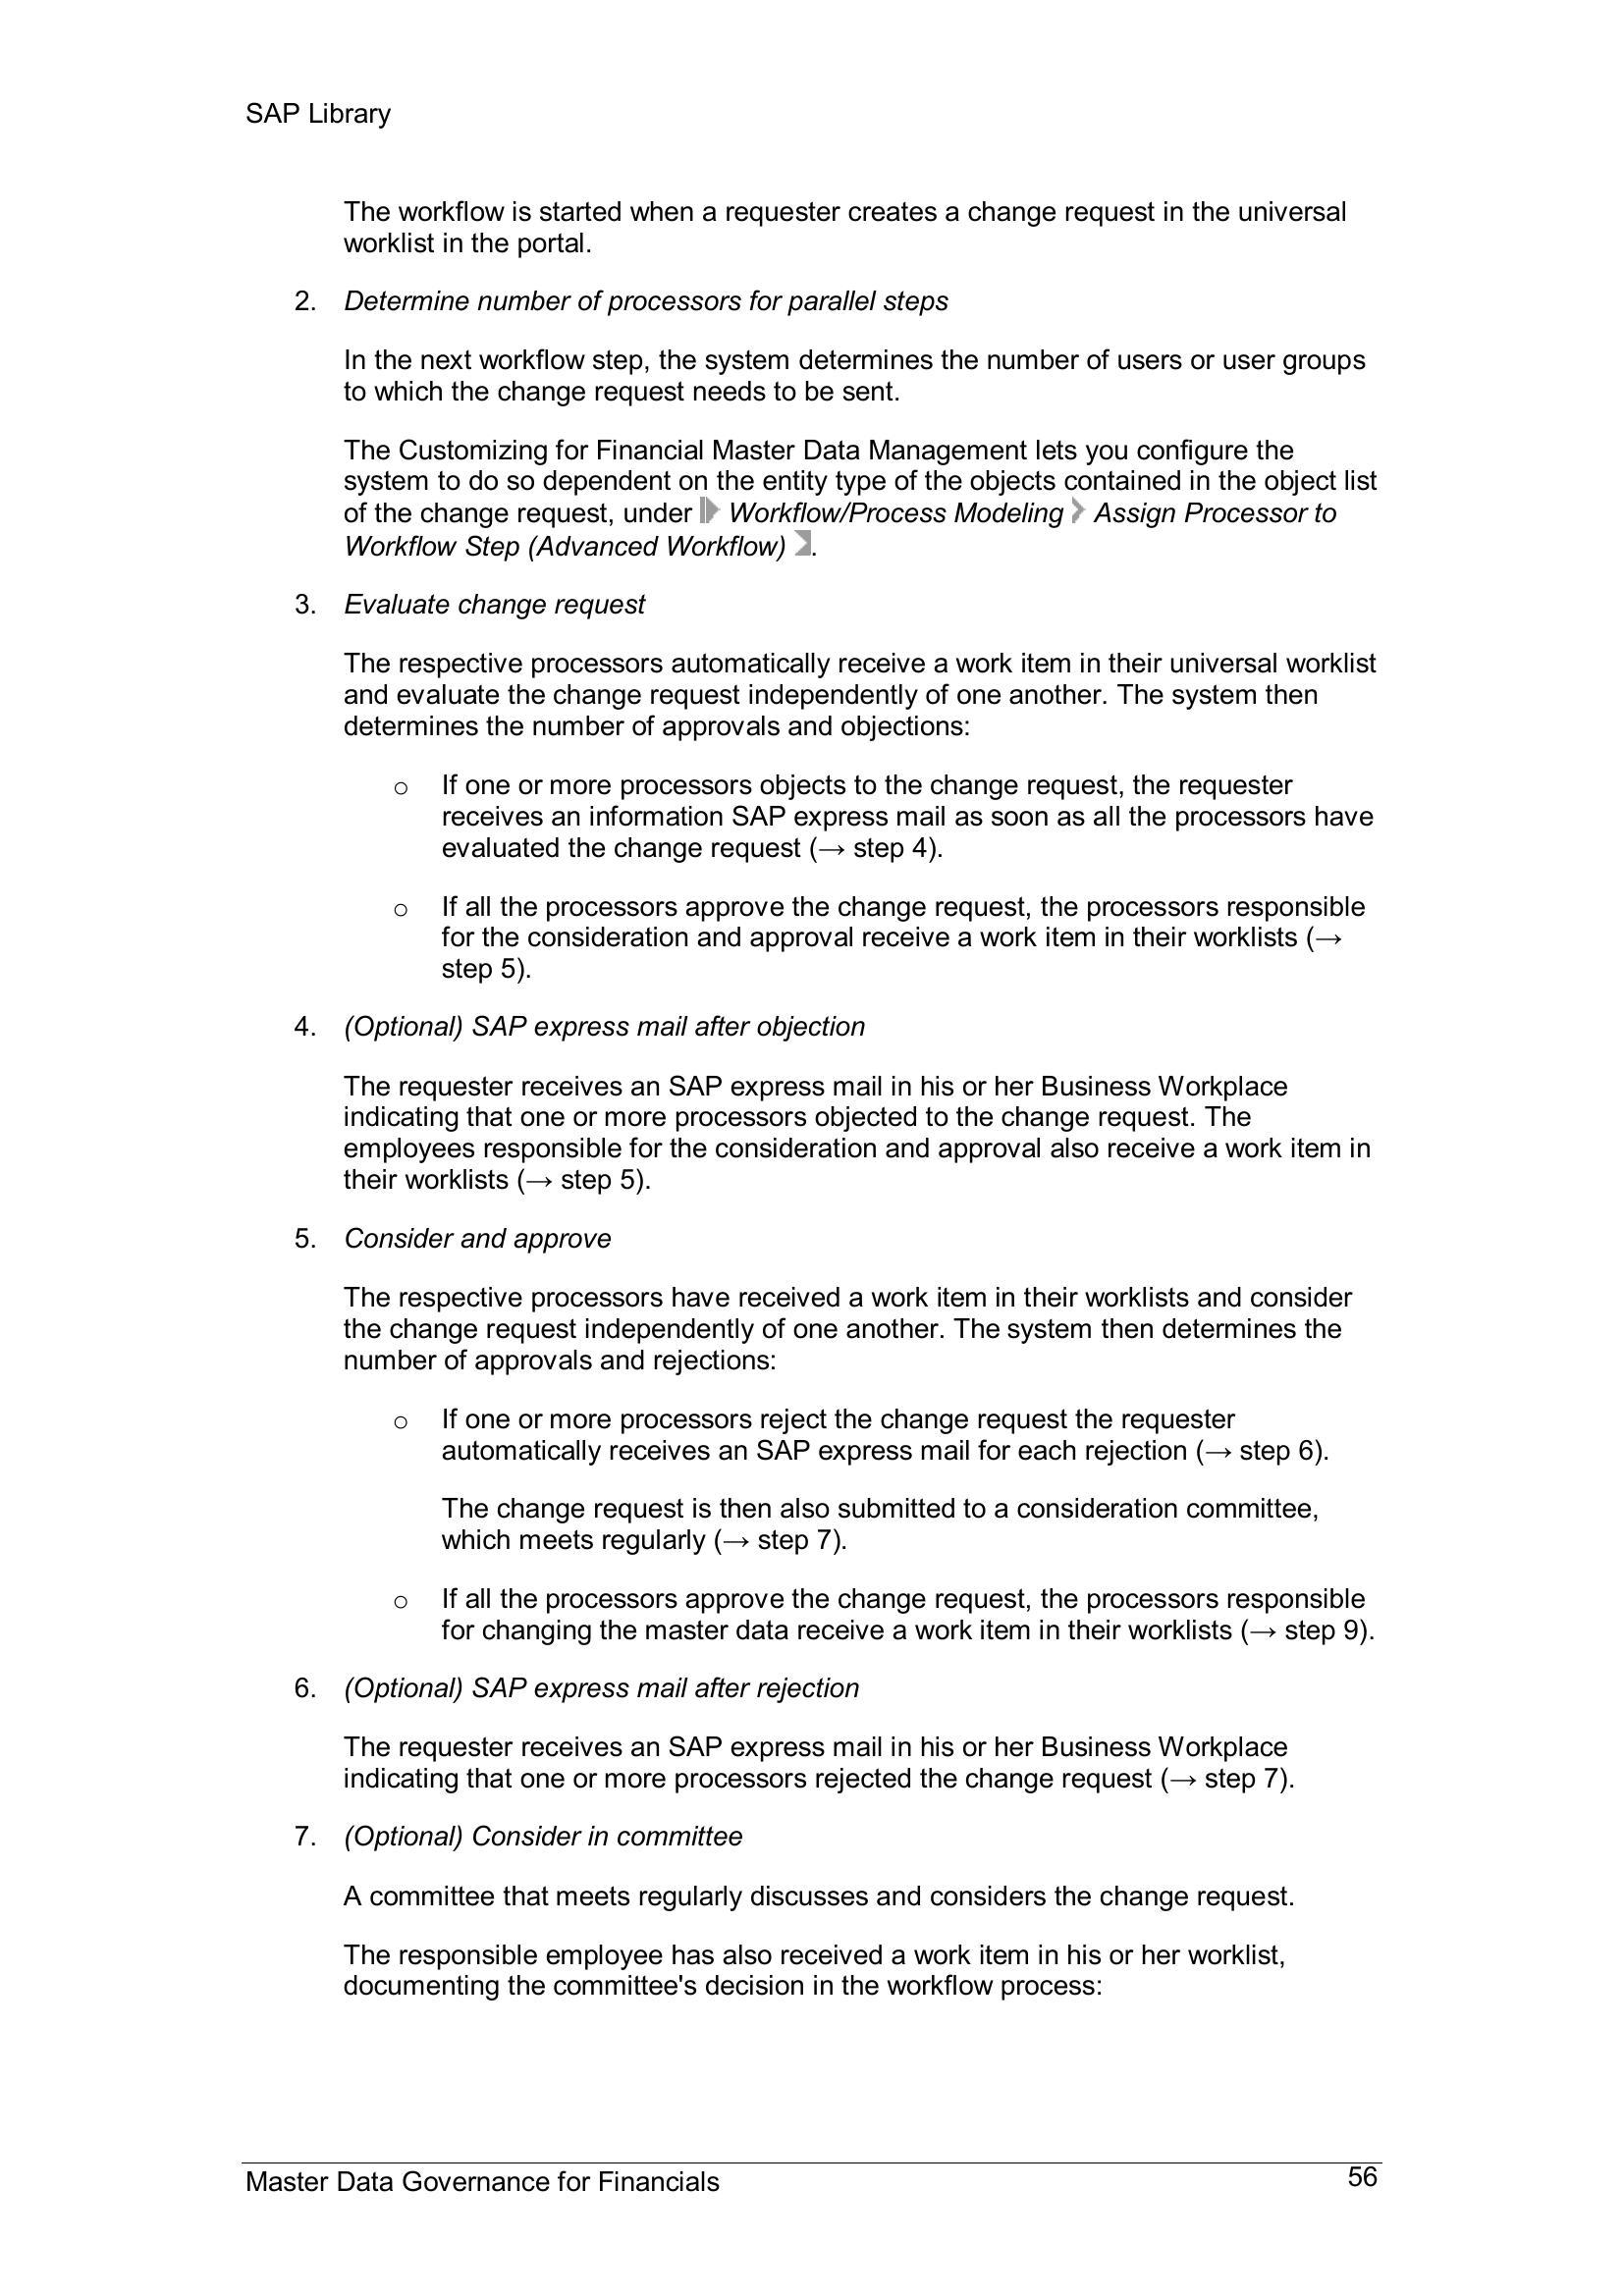 SAP Library
The workflow is started when a requester creates a change request in the universal
worklist in the portal.
2. Determine number of processors for parallel steps
In the next workflow step, the system determines the number of users or user groups
to which the change request needs to be sent.
The Customizing for Financial Master Data Management lets you configure the
system to do so dependent on the entity type of the objects contained in the object list
of the change request, under Workflow/Process Modeling Assign Processor to
Workflow Step (Advanced Workflow) .
3. Evaluate change request
The respective processors automatically receive a work item in their universal worklist
and evaluate the change request independently of one another. The system then
determines the number of approvals and objections:
o If one or more processors objects to the change request, the requester
receives an information SAP express mail as soon as all the processors have
evaluated the change request (→ step 4).
o If all the processors approve the change request, the processors responsible
for the consideration and approval receive a work item in their worklists (→
step 5).
4. (Optional) SAP express mail after objection
The requester receives an SAP express mail in his or her Business Workplace
indicating that one or more processors objected to the change request. The
employees responsible for the consideration and approval also receive a work item in
their worklists (→ step 5).
5. Consider and approve
The respective processors have received a work item in their worklists and consider
the change request independently of one another. The system then determines the
number of approvals and rejections:
o If one or more processors reject the change request the requester
automatically receives an SAP express mail for each rejection (→ step 6).
The change request is then also submitted to a consideration committee,
which meets regularly (→ step 7).
o If all the processors approve the change request, the processors responsible
for changing the master data receive a work item in their worklists (→ step 9).
6. (Optional) SAP express mail after rejection
The requester receives an SAP express mail in his or her Business Workplace
indicating that one or more processors rejected the change request (→ step 7).
7. (Optional) Consider in committee
A committee that meets regularly discusses and considers the change request.
The responsible employee has also received a work item in his or her worklist,
documenting the committee's decision in the workflow process:
Master Data Governance for Financials 56